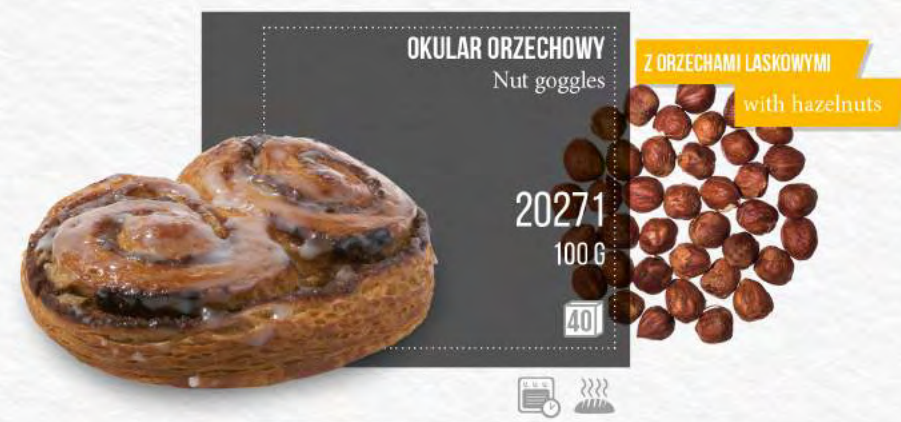 OKULAR ORZECHOWY
Nut goggles
Z ORZECHAMI LASKOWYMI
with hazelnuts
20271
100 G
40